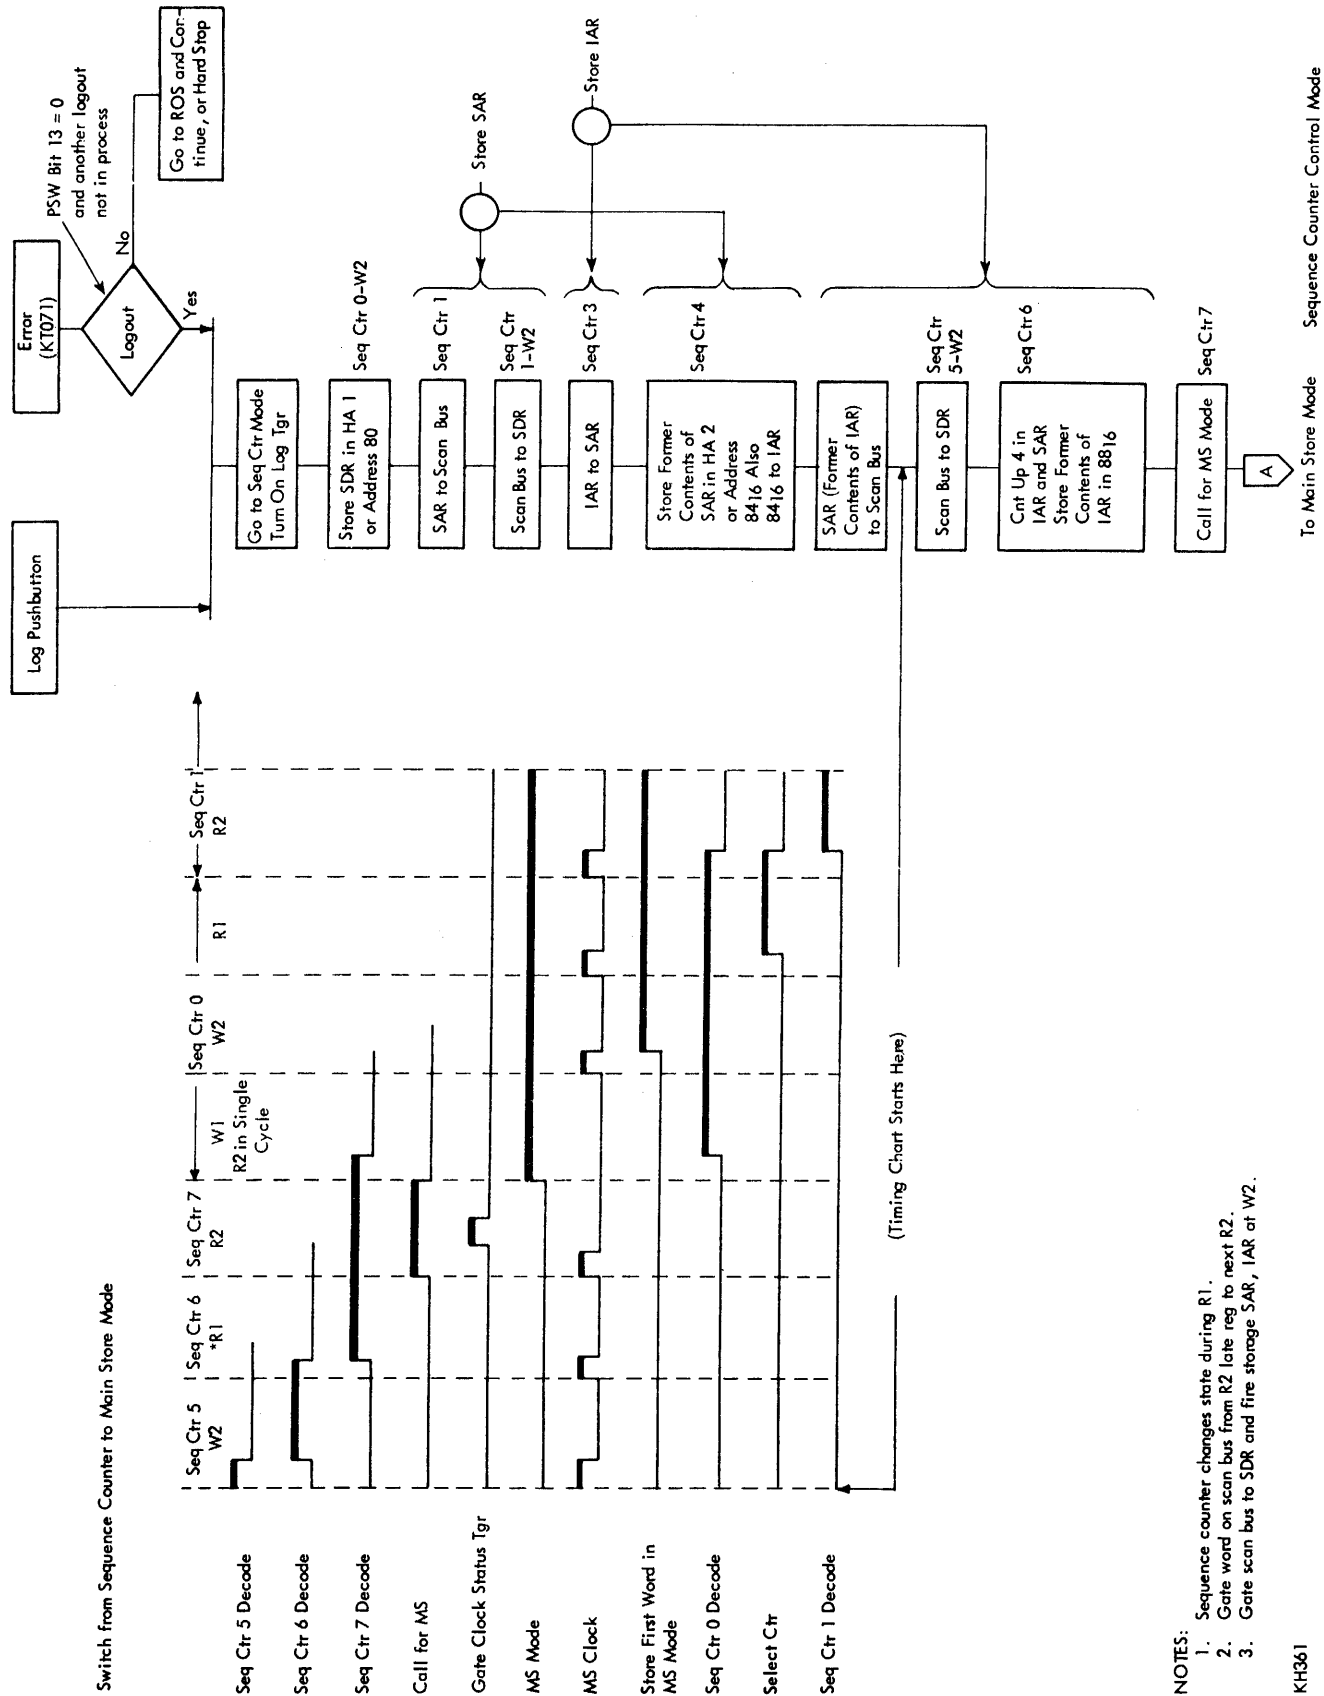 Log Pushbutton
Error
(KT071)
PSW Bit 13 = 0
and another logout
not in process
Logout
No
Yes
Go to ROS and Con-
tinue, or Hard Stop
Go to Seq Ctr Mode
Turn On Log Tgr
Store SDR in HA 1
or Address 80
Seq Ctr 0-W2
SAR to Scan Bus
Seq Ctr 1
Scan Bus to SDR
Seq Ctr
1-W2
Store SAR
IAR to SAR
Seq Ctr 3
Store IAR
Store Former
Contents of
SAR in HA 2
or Address
8416 Also
8416 to IAR
Seq Ctr 4
SAR (Former
Contents of IAR)
to Scan Bus
Scan Bus to SDR
Seq Ctr
5-W2
Cnt Up 4 in
IAR and SAR
Store Former
Contents of
IAR in 8816
Seq Ctr 6
Call for MS Mode
Seq Ctr 7
A
To Main Store Mode
Sequence Counter Control Mode
Switch from Sequence Counter to Main Store Mode
Seq Ctr 5
W2
Seq Ctr 6
*R1
Seq Ctr 7
R2
W1
R2 in Single
Cycle
Seq Ctr 0
W2
R1
Seq Ctr 1
R2
Seq Ctr 5 Decode
Seq Ctr 6 Decode
Seq Ctr 7 Decode
Call for MS
Gate Clock Status Tgr
MS Mode
MS Clock
Store First Word in
MS Mode
Seq Ctr 0 Decode
Select Ctr
Seq Ctr 1 Decode
(Timing Chart Starts Here)
NOTES:
1. Sequence counter changes state during R1.
2. Gate word on scan bus from R2 late reg to next R2.
3. Gate scan bus to SDR and fire storage SAR, IAR at W2.
KH361